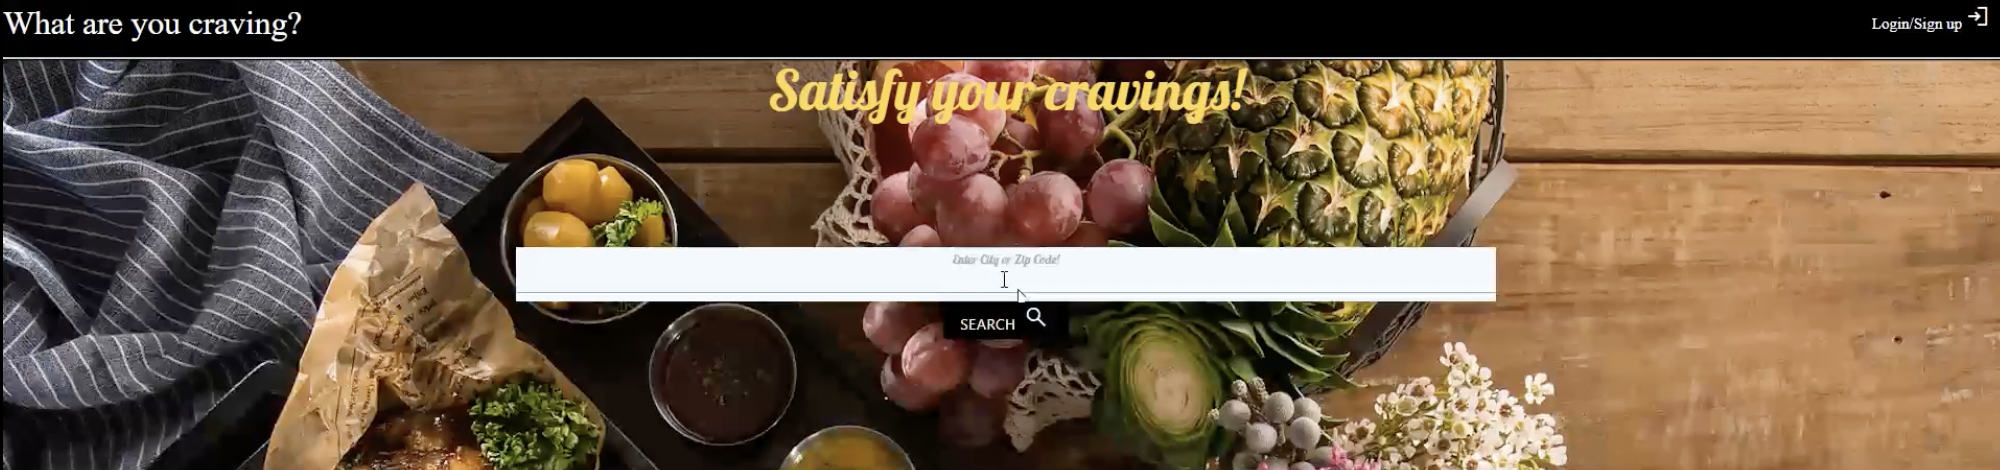 What are you craving?
Login/Sign up
Satisfy your cravings!
Enter City or Zip Code!
SEARCH